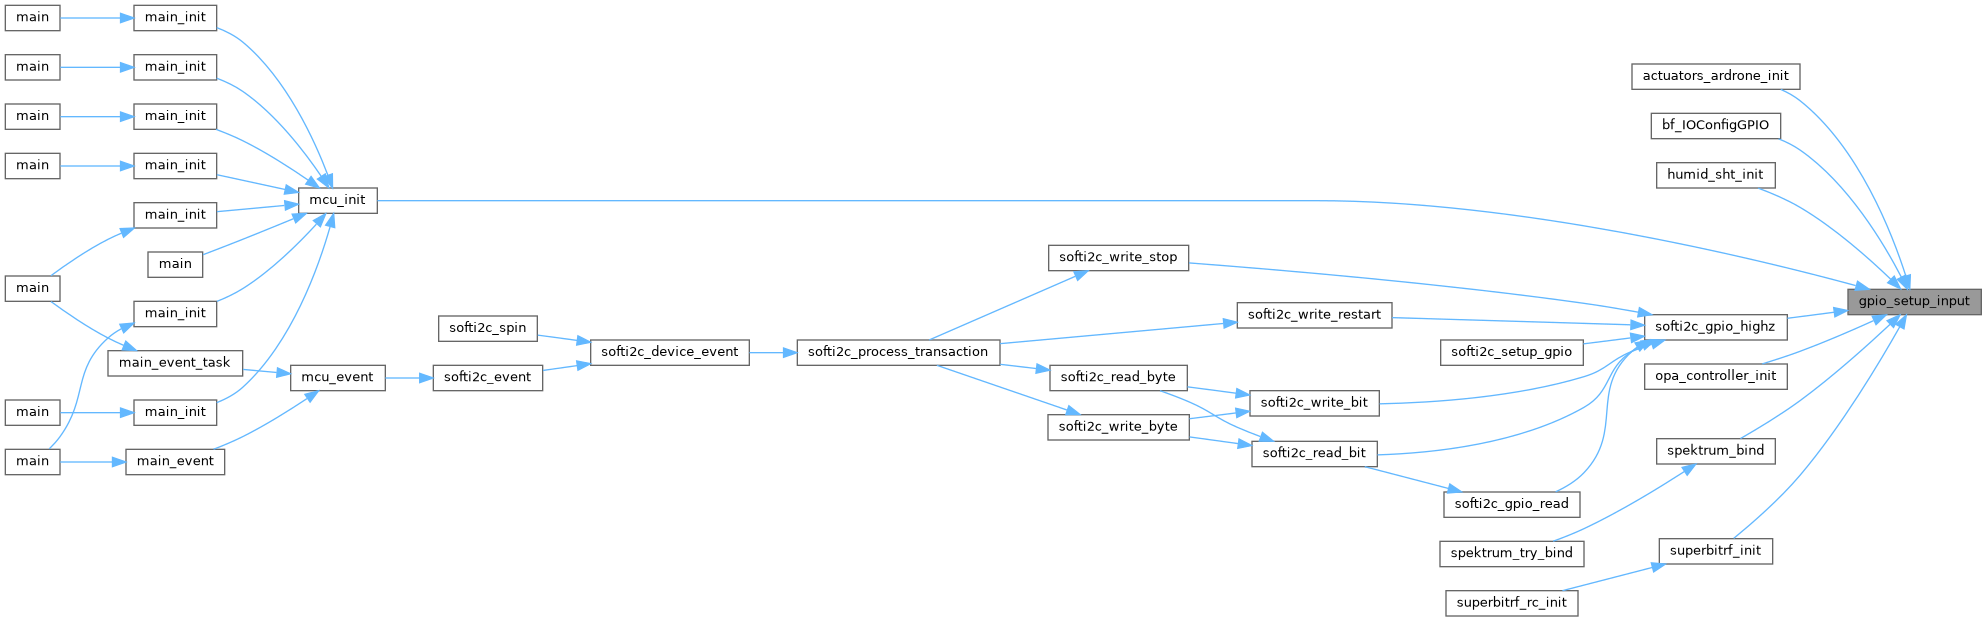 main
main_init
main
main_init
main
main_init
main
main_init
main_init
mcu_init
main
main
main_init
main_event_task
mcu_event
main
main_init
main
main_event
softi2c_event
softi2c_spin
softi2c_device_event
softi2c_process_transaction
softi2c_write_stop
softi2c_write_restart
softi2c_setup_gpio
softi2c_read_byte
softi2c_write_byte
softi2c_write_bit
softi2c_read_bit
softi2c_gpio_read
spektrum_try_bind
superbitrf_rc_init
actuators_ardrone_init
bf_IOConfigGPIO
humid_sht_init
softi2c_gpio_highz
opa_controller_init
spektrum_bind
superbitrf_init
gpio_setup_input